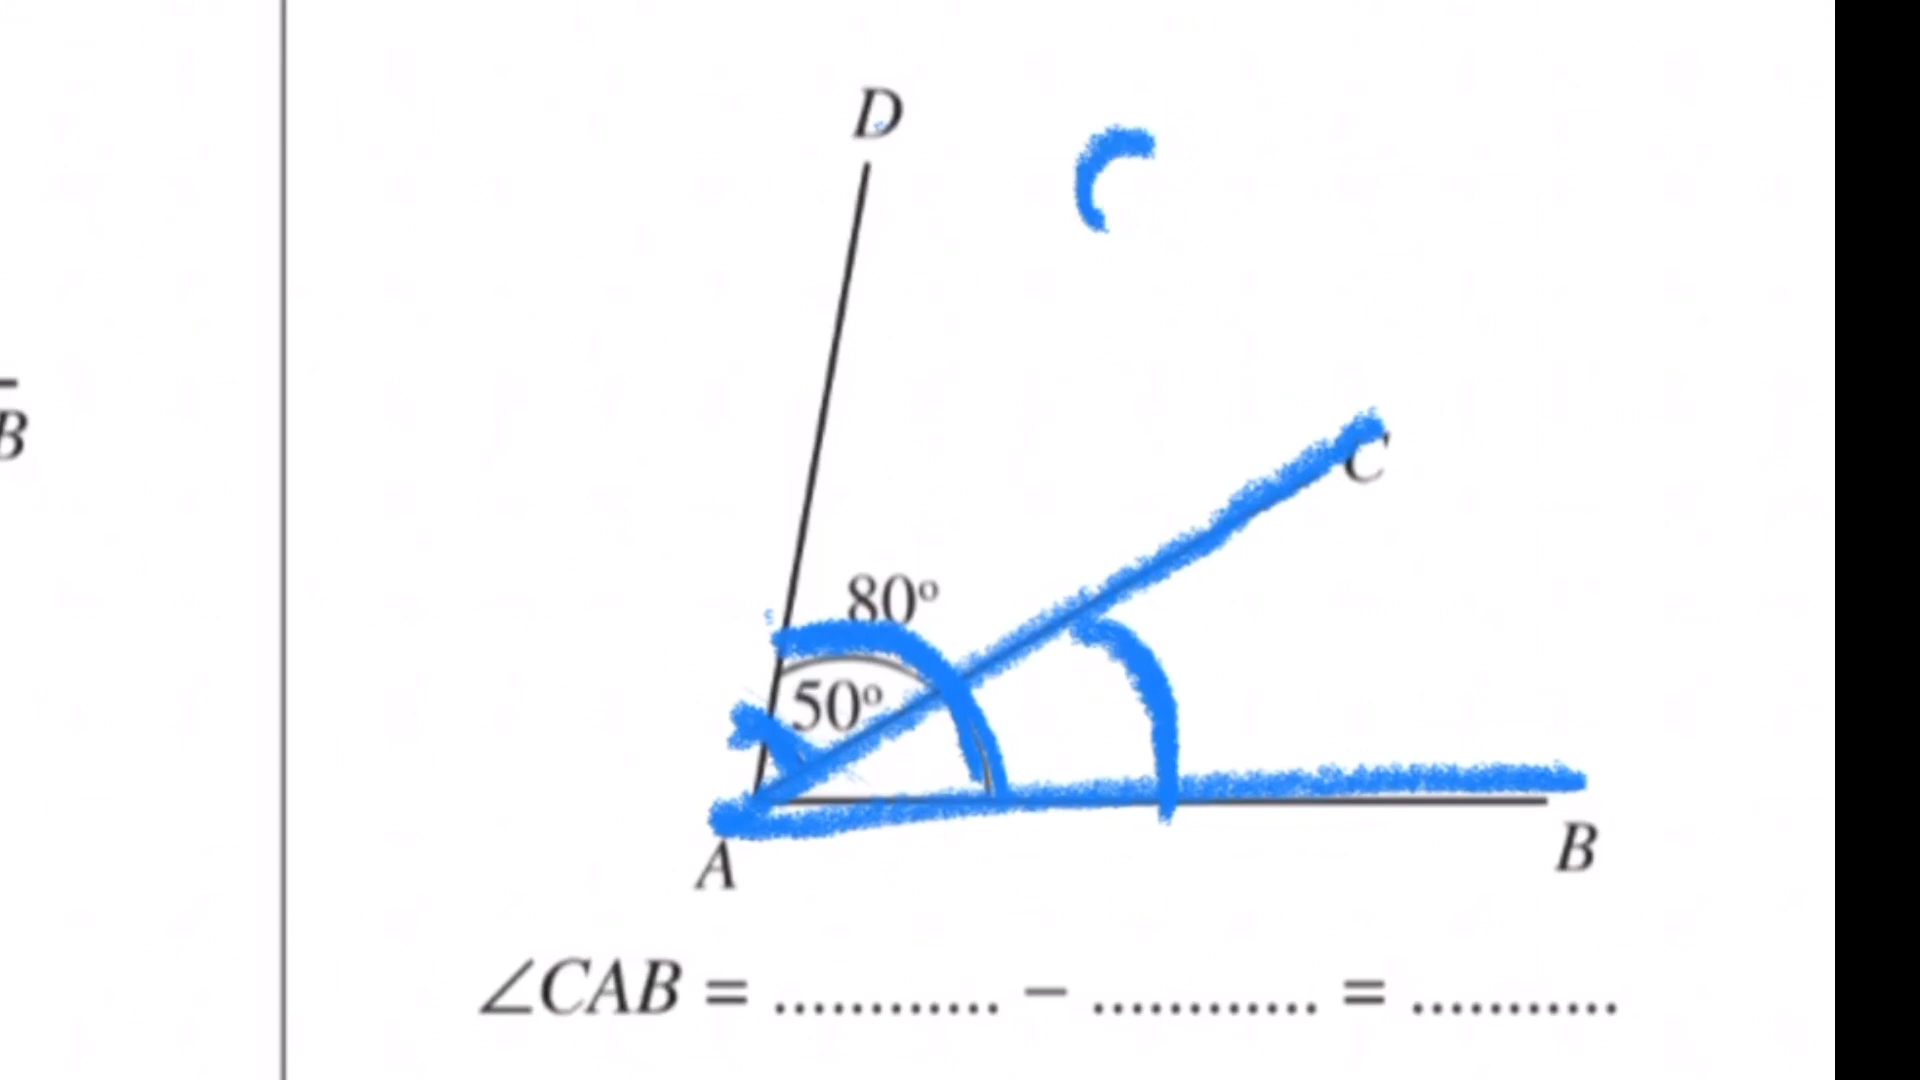 D
C
B
80°
50°
A
B
∠CAB = ............ − ............ = ...........